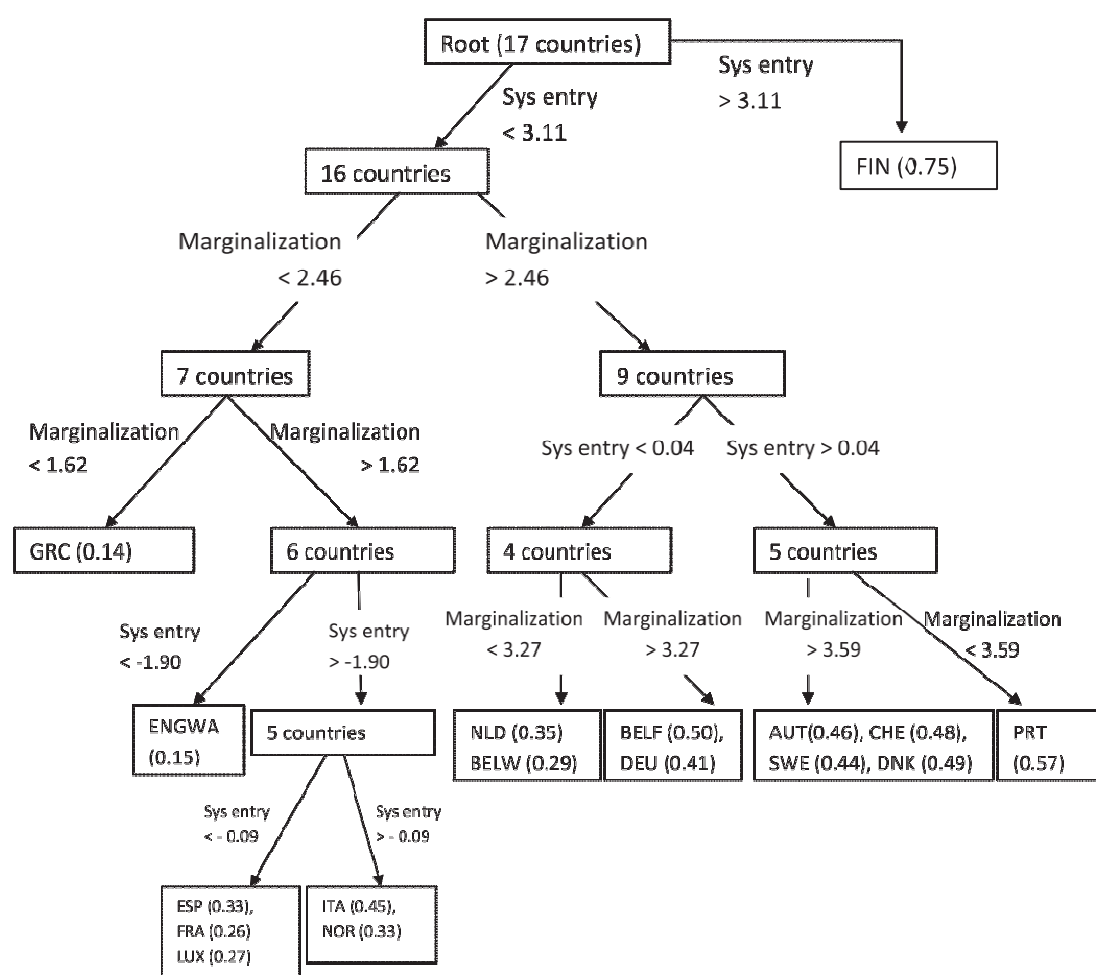 Root (17 countries)
Sys entry
> 3.11
Sys entry
< 3.11
FIN (0.75)
16 countries
Marginalization
< 2.46
Marginalization
> 2.46
7 countries
9 countries
Marginalization
< 1.62
Marginalization
> 1.62
Sys entry < 0.04
Sys entry > 0.04
GRC (0.14)
6 countries
4 countries
5 countries
Sys entry
< -1.90
Sys entry
> -1.90
Marginalization
< 3.27
Marginalization
> 3.27
Marginalization
> 3.59
Marginalization
< 3.59
ENGWA
(0.15)
5 countries
NLD (0.35)
BELW (0.29)
BELF (0.50),
DEU (0.41)
AUT(0.46), CHE (0.48),
SWE (0.44), DNK (0.49)
PRT
(0.57)
Sys entry
< - 0.09
Sys entry
> - 0.09
ESP (0.33),
FRA (0.26)
LUX (0.27)
ITA (0.45),
NOR (0.33)